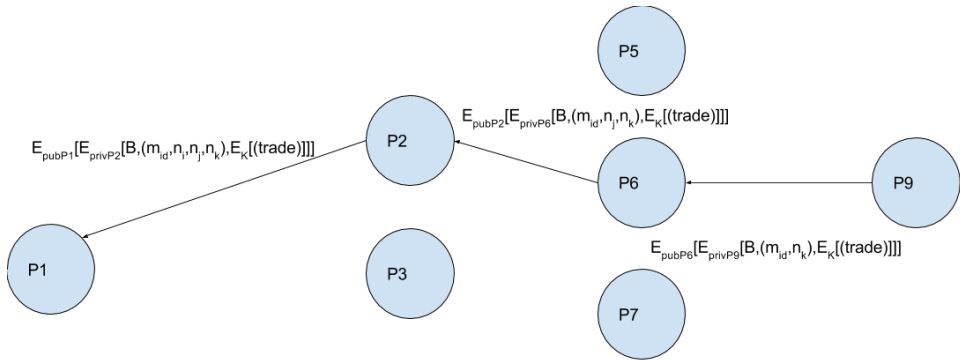 P5
E_pubP2[E_privP6[B,(m_id,n_j,n_k),E_K[(trade)]]]
P2
E_pubP1[E_privP2[B,(m_id,n_i,n_j,n_k),E_K[(trade)]]]
P6
P9
E_pubP6[E_privP9[B,(m_id,n_k),E_K[(trade)]]]
P1
P3
P7